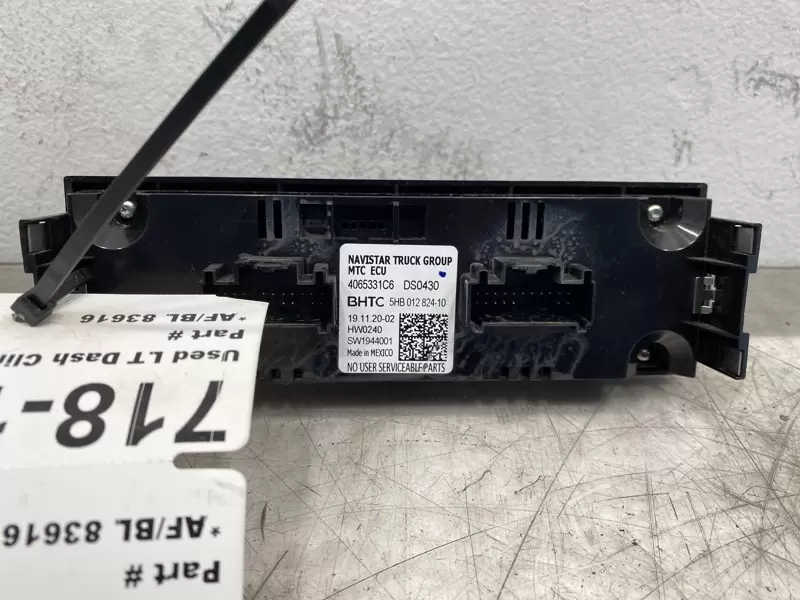 NAVISTAR TRUCK GROUP
MTC ECU
4065331C6 DS0430
BHTC 5HB 012 824-10
19.11.20-02
HW0240
SW1944001
Made in MEXICO
NO USER SERVICEABLE PARTS
718-
Used LT Dash
Part #
*AF/BL 83616
Part #
*AF/BL 83616